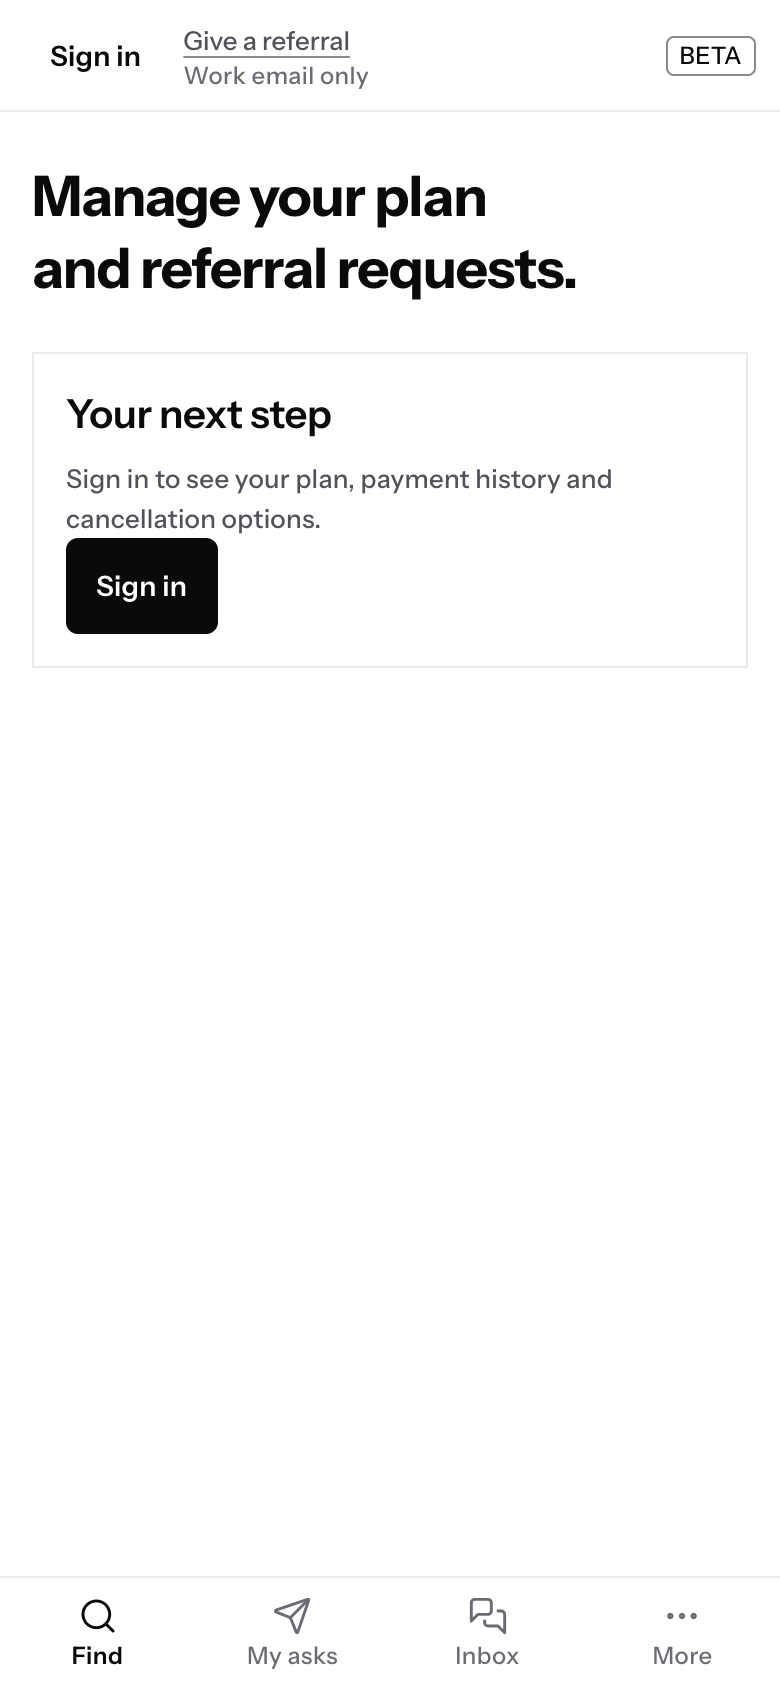 Sign in
Give a referral
Work email only
BETA
Manage your plan
and referral requests.
Your next step
Sign in to see your plan, payment history and
cancellation options.
Sign in
Find
My asks
Inbox
More